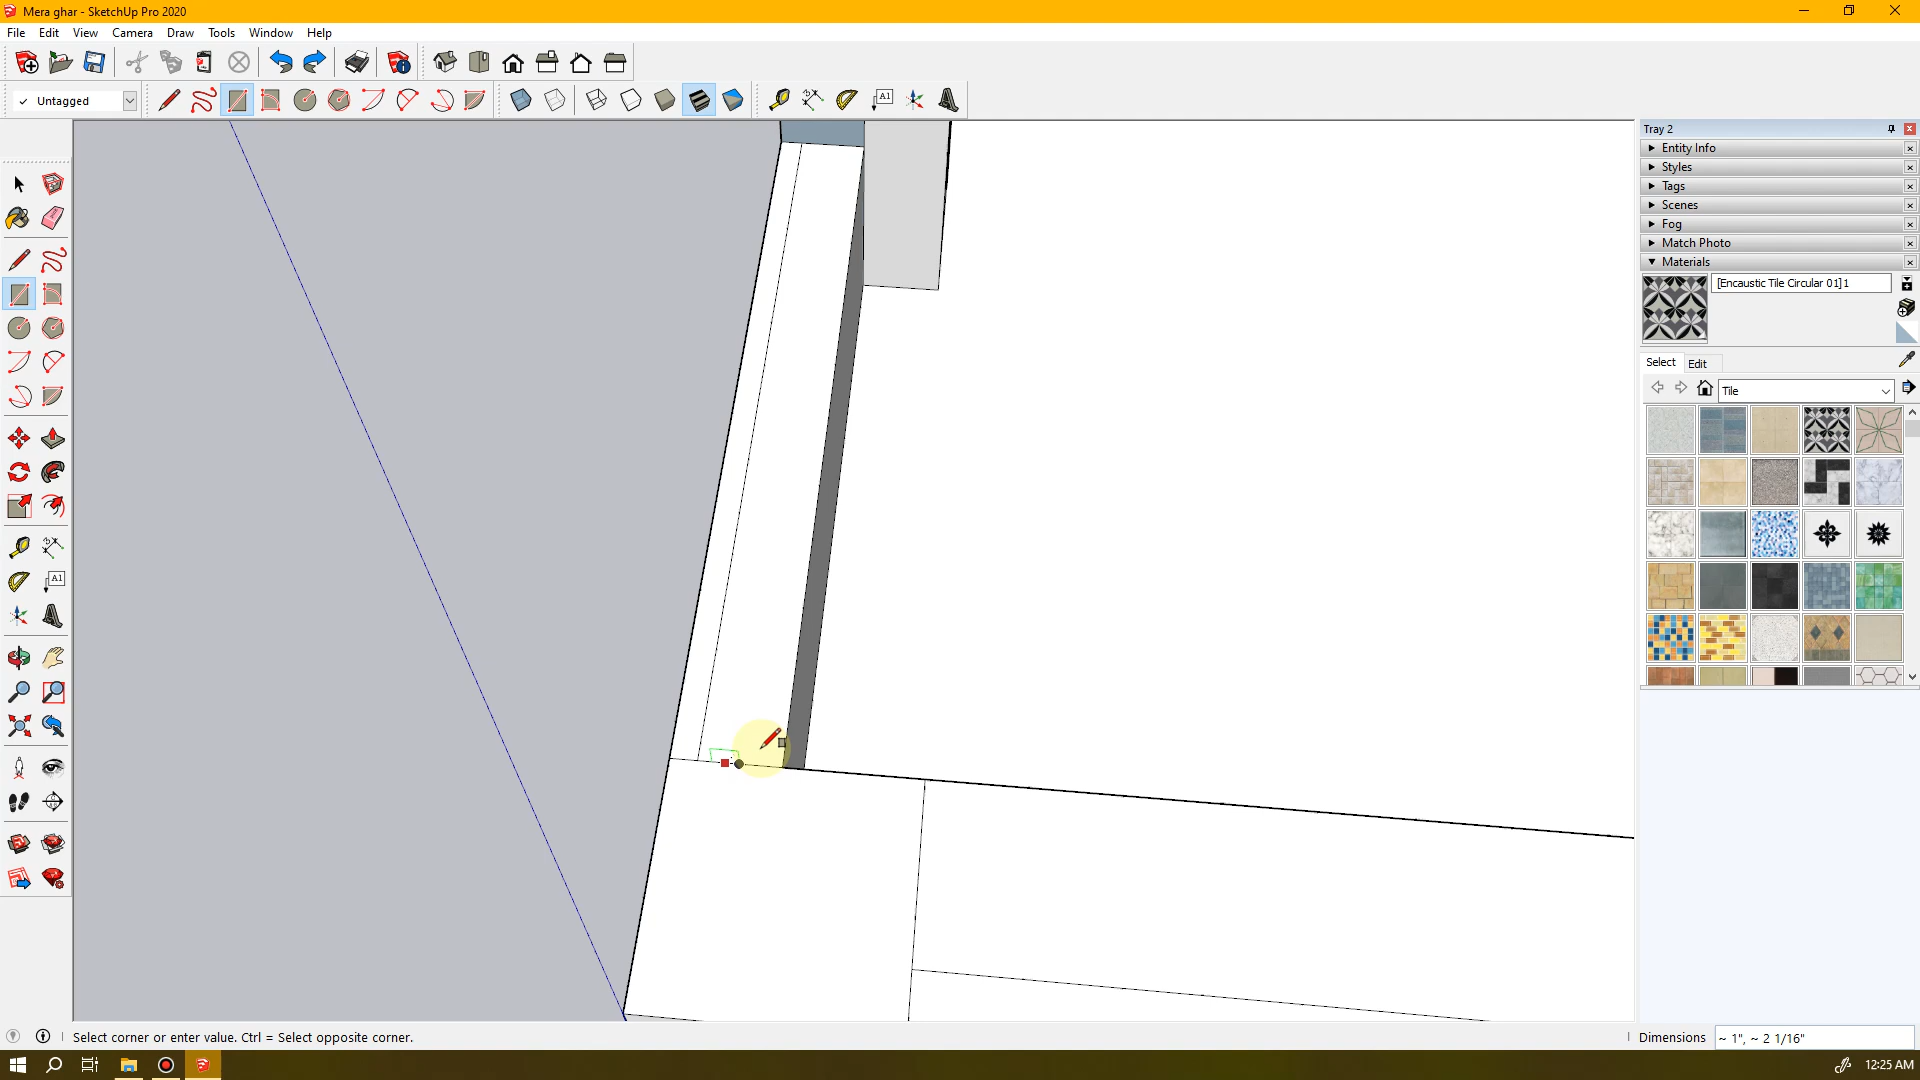 Mera ghar - SketchUp Pro 2020
File Edit View Camera Draw Tools Window Help
Untagged
A1
Tray 2
Entity Info
Styles
Tags
Scenes
Fog
Match Photo
Materials
[Encaustic Tile Circular 01]1
Select Edit
Tile
A1
Select corner or enter value. Ctrl = Select opposite corner.
Dimensions ~ 1", ~ 2 1/16"
12:25 AM